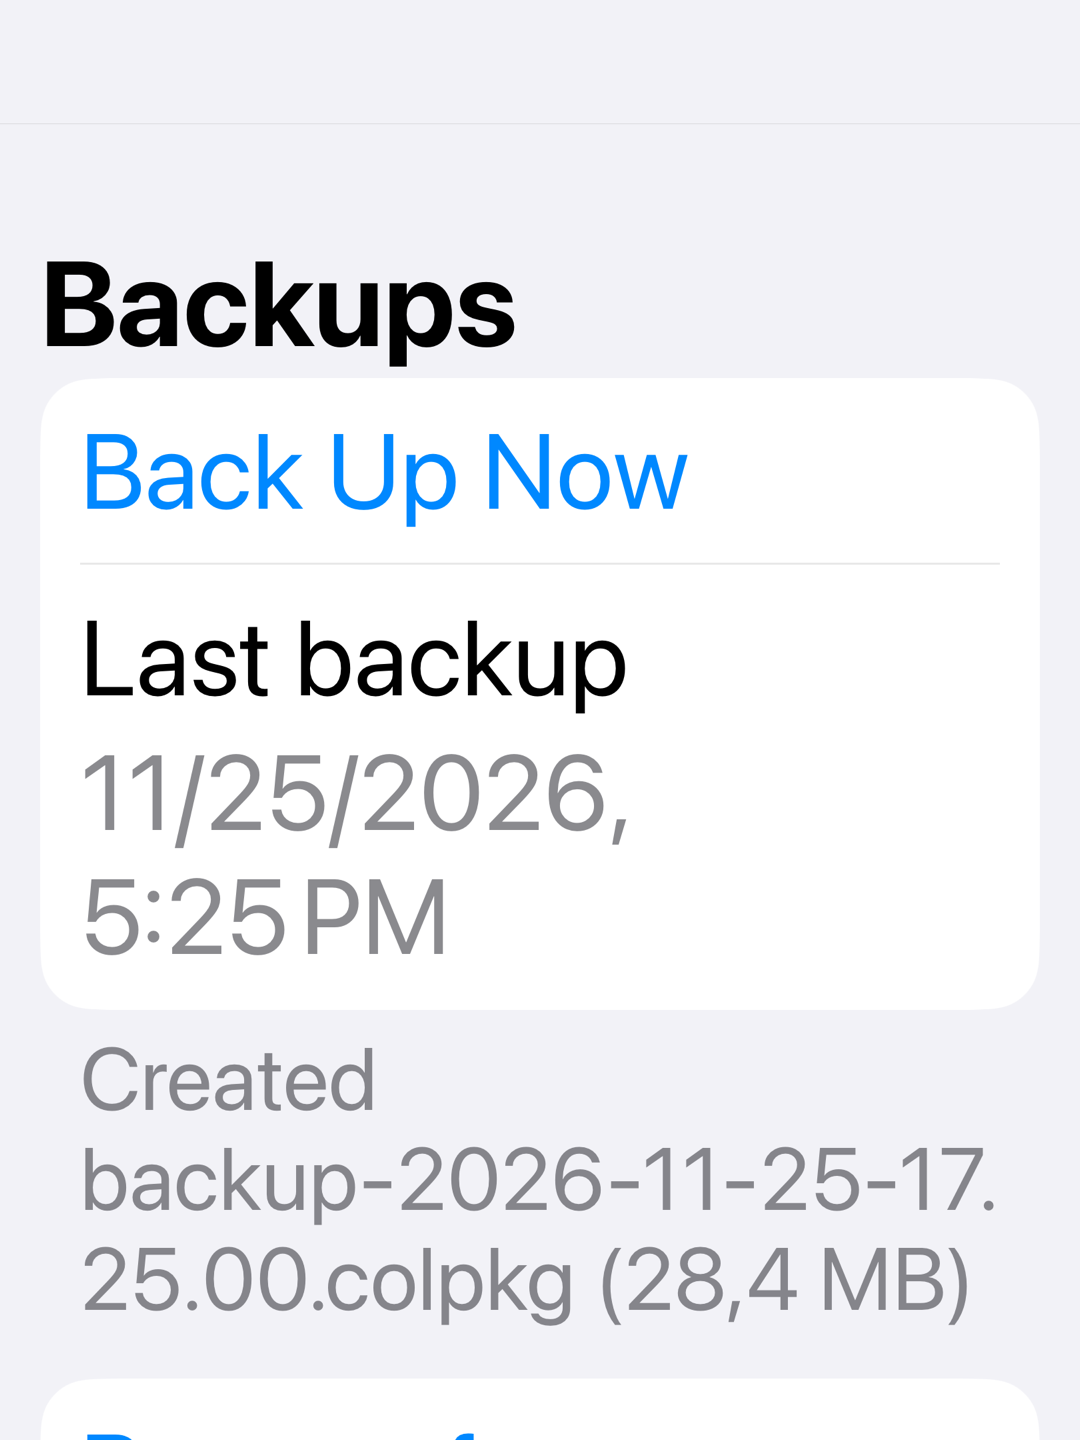 Backups
Back Up Now
Last backup
11/25/2026,
5:25 PM
Created
backup-2026-11-25-17.
25.00.colpkg (28,4 MB)